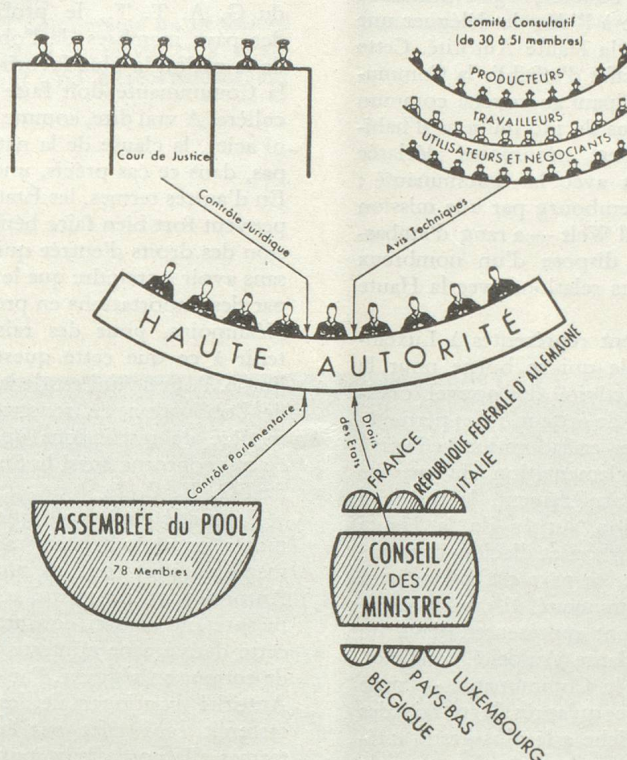 Comité Consultatif
(de 30 à 51 membres)
PRODUCTEURS
TRAVAILLEURS
UTILISATEURS ET NÉGOCIANTS
Cour de Justice
Contrôle Juridique
Avis Techniques
HAUTE AUTORITÉ
Contrôle Parlementaire
Droits
des Etats
FRANCE
RÉPUBLIQUE FÉDÉRALE D'ALLEMAGNE
ITALIE
ASSEMBLÉE du POOL
78 Membres
CONSEIL
DES
MINISTRES
BELGIQUE
PAYS-BAS
LUXEMBOURG